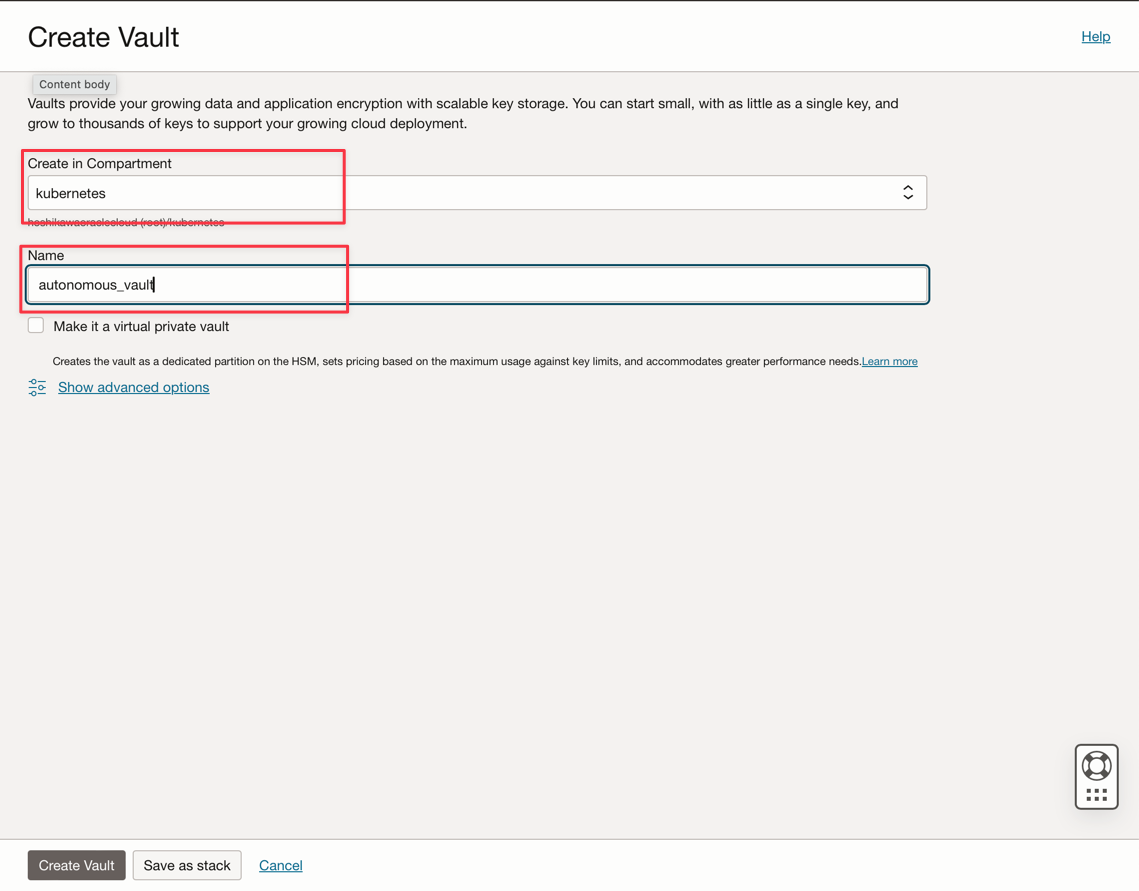 Create Vault
Help
Content body
Vaults provide your growing data and application encryption with scalable key storage. You can start small, with as little as a single key, and
grow to thousands of keys to support your growing cloud deployment.
Create in Compartment
kubernetes
hoshikawaoraclecloud (root)/kubernetes
Name
autonomous_vault
Make it a virtual private vault
Creates the vault as a dedicated partition on the HSM, sets pricing based on the maximum usage against key limits, and accommodates greater performance needs.Learn more
Show advanced options
Create Vault
Save as stack
Cancel